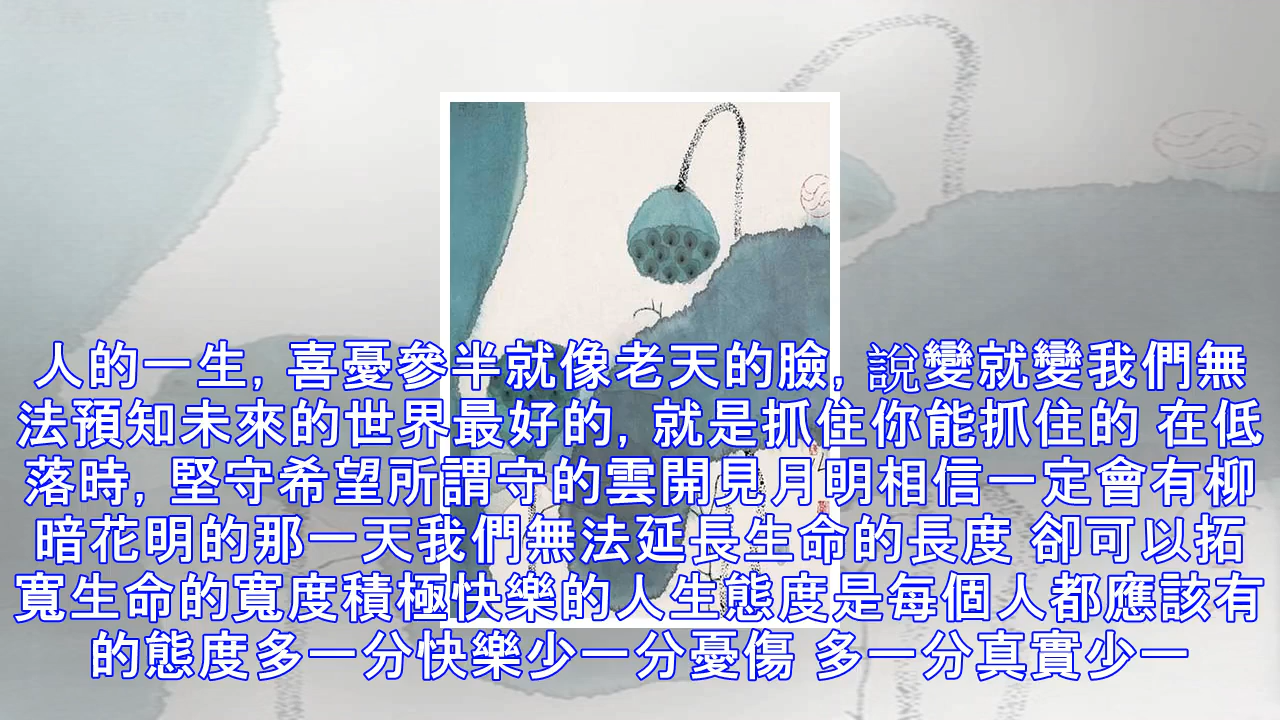 人的一生, 喜憂參半就像老天的臉, 說變就變我們無
法預知未來的世界最好的, 就是抓住你能抓住的 在低
落時, 堅守希望所謂守的雲開見月明相信一定會有柳
暗花明的那一天我們無法延長生命的長度 卻可以拓
寬生命的寬度積極快樂的人生態度是每個人都應該有
的態度多一分快樂少一分憂傷 多一分真實少一